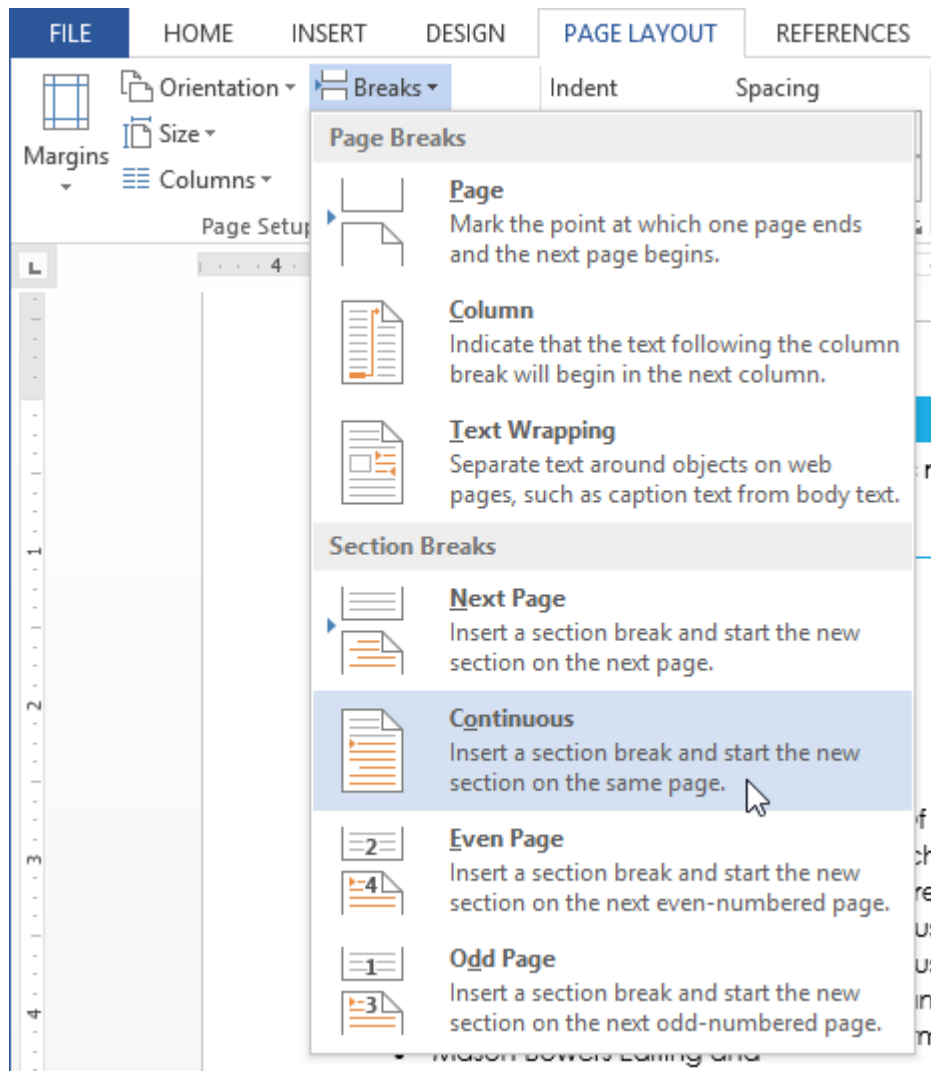 FILE HOME INSERT DESIGN PAGE LAYOUT REFERENCES
Orientation Breaks Indent Spacing
Size
Margins
Columns
Page Setup
L 4
Page Breaks
Page
Mark the point at which one page ends
and the next page begins.
Column
Indicate that the text following the column
break will begin in the next column.
Text Wrapping
Separate text around objects on web
pages, such as caption text from body text.
Section Breaks
Next Page
Insert a section break and start the new
section on the next page.
Continuous
Insert a section break and start the new
section on the same page.
Even Page
2
4
Insert a section break and start the new
section on the next even-numbered page.
Odd Page
1
3
Insert a section break and start the new
section on the next odd-numbered page.
1
2
3
4